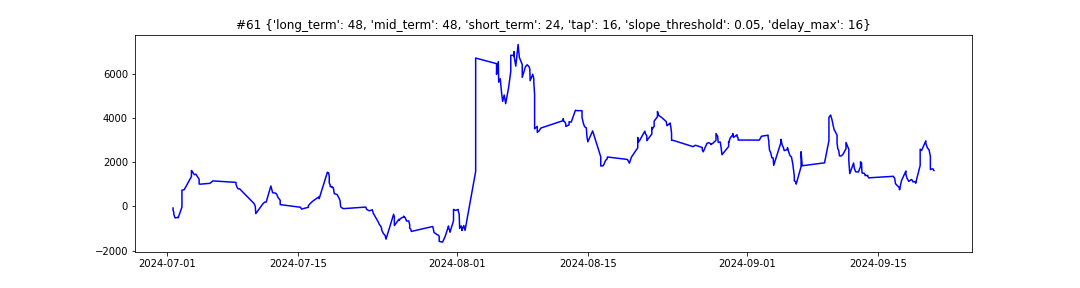 #61 {'long_term': 48, 'mid_term': 48, 'short_term': 24, 'tap': 16, 'slope_threshold': 0.05, 'delay_max': 16}
6000
4000
2000
0
−2000
2024-07-01 2024-07-15 2024-08-01 2024-08-15 2024-09-01 2024-09-15